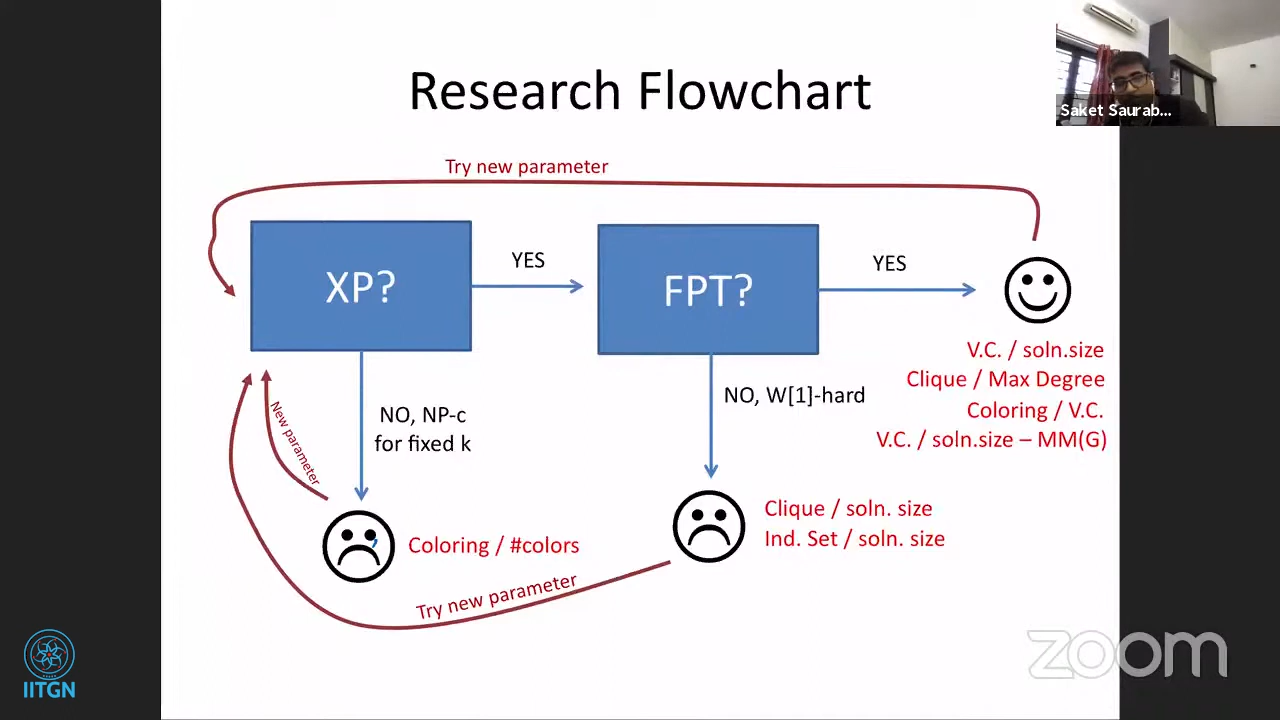 Research Flowchart
Saket Saurab...
Try new parameter
XP?
YES
FPT?
YES
V.C. / soln.size
Clique / Max Degree
Coloring / V.C.
V.C. / soln.size – MM(G)
NO, W[1]-hard
NO, NP-c
for fixed k
New parameter
Clique / soln. size
Ind. Set / soln. size
Coloring / #colors
Try new parameter
zoom
IITGN